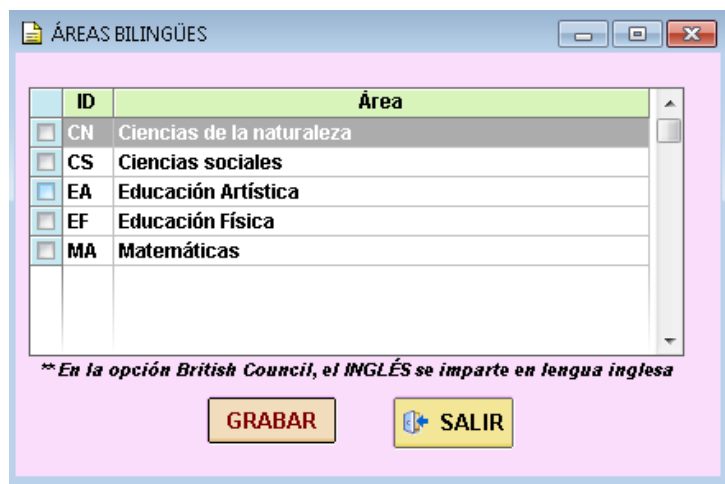 ÁREAS BILINGÜES
ID Área
CN Ciencias de la naturaleza
CS Ciencias sociales
EA Educación Artística
EF Educación Física
MA Matemáticas
** En la opción British Council, el INGLÉS se imparte en lengua inglesa
GRABAR SALIR